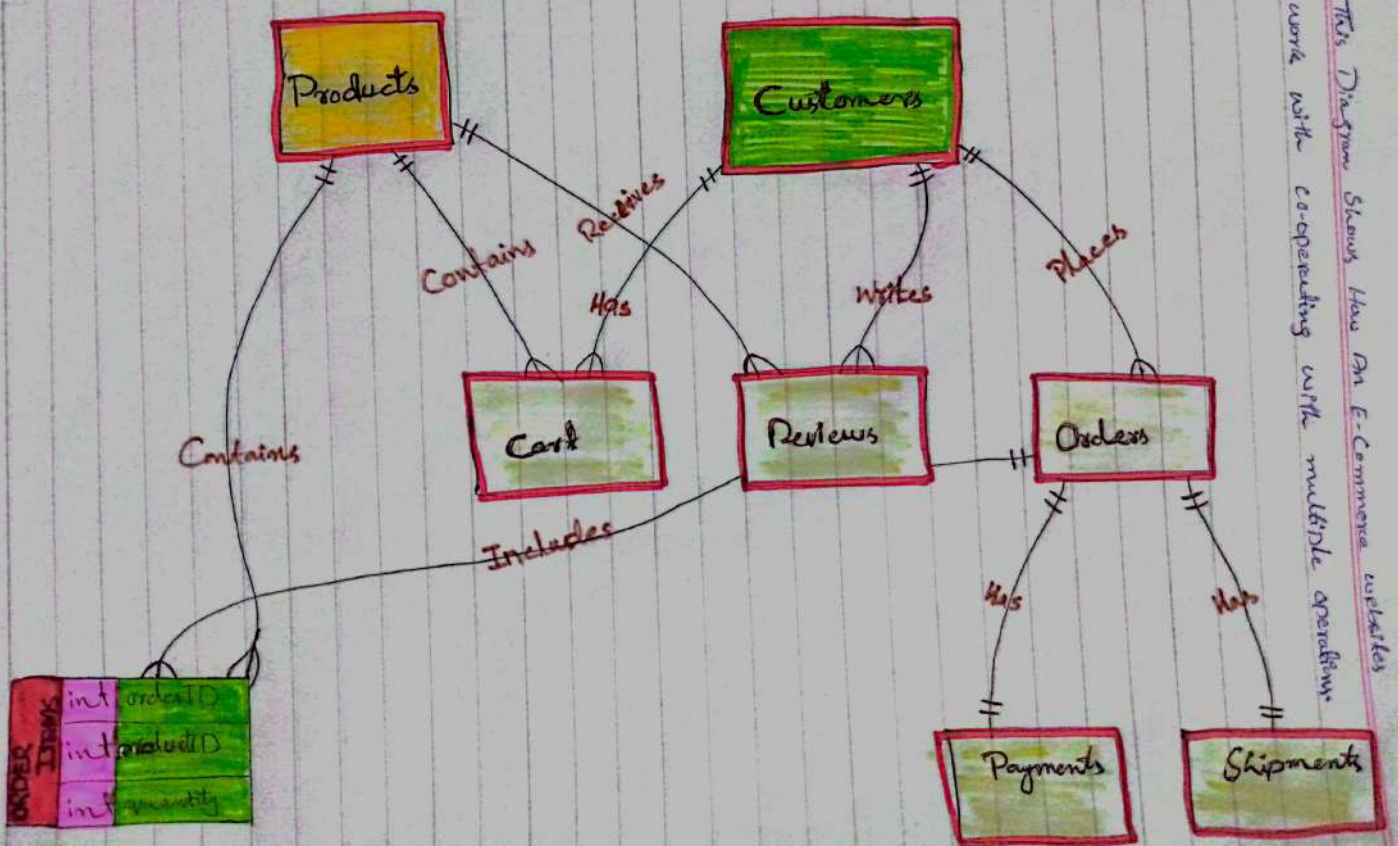 This Diagram Shows How An E-Commerce websites
work with co-operating with multiple operations.
Products
Customers
Receives
Contains
Has
Writes
Places
Cart
Reviews
Orders
Contains
Includes
Has
Has
ORDER
ITEMS
int orderID
int productID
int quantity
Payments
Shipments